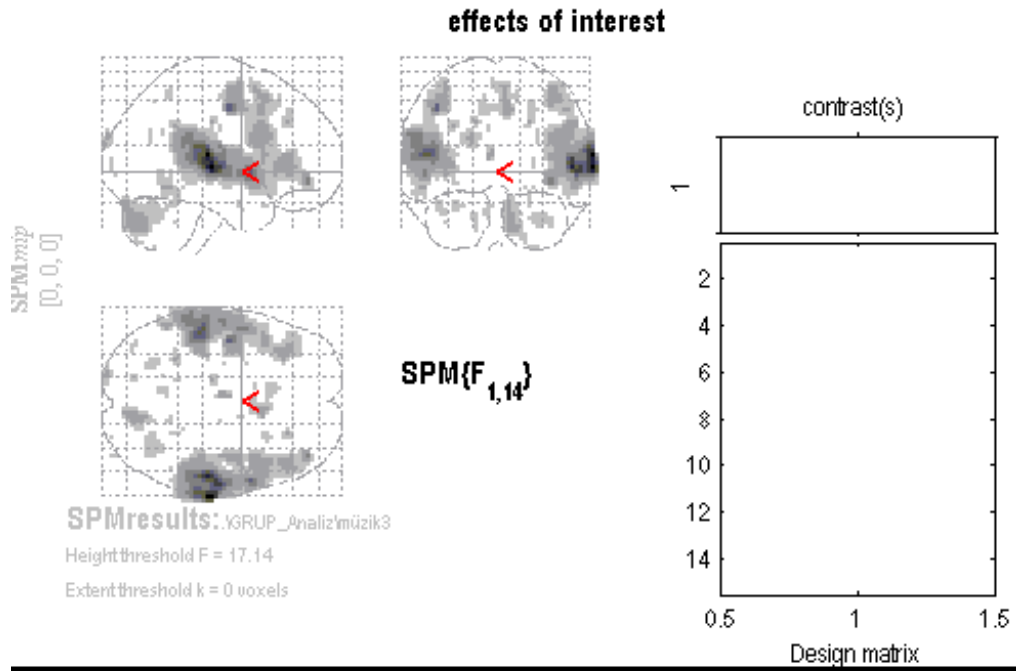 effects of interest
SPMmip
[0, 0, 0]
SPM{F1,14}
SPMresults: .\GRUP_Analiz\müzik3
Height threshold F = 17.14
Extent threshold k = 0 voxels
contrast(s)
1
2
4
6
8
10
12
14
0.5 1 1.5
Design matrix